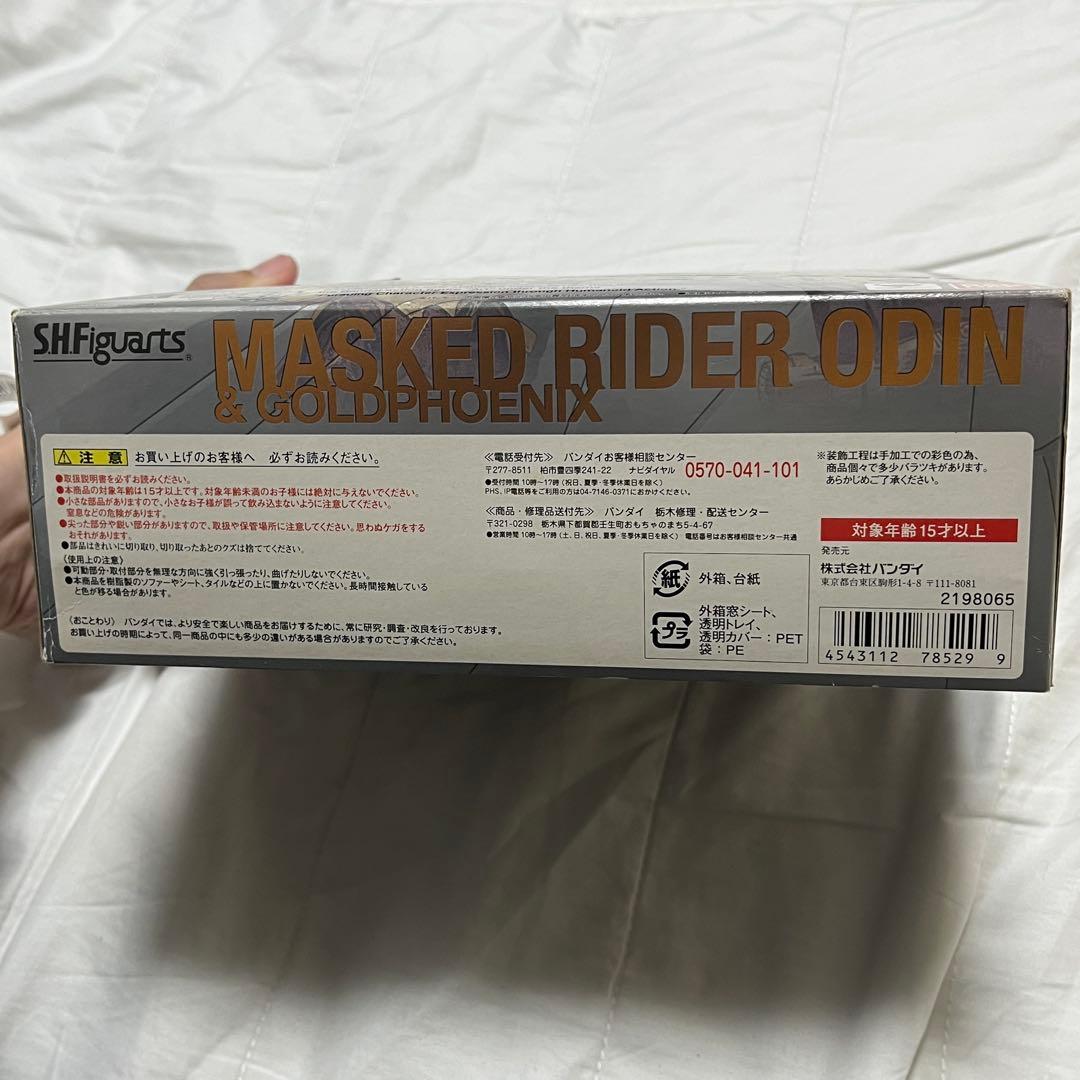 S.H.Figuarts ®
MASKED RIDER ODIN
& GOLDPHOENIX
注意 お買い上げのお客様へ 必ずお読みください。
●取扱説明書を必ずお読みください。
●本商品の対象年齢は15才以上です。対象年齢未満のお子様には絶対に与えないでください。
●小さな部品がありますので、小さなお子様が誤って飲み込まないように注意してください。
窒息などの危険があります。
●尖った部分や鋭い部分がありますので、取扱や保管場所に注意してください。思わぬケガをする
おそれがあります。
●部品はきれいに切り取り、切り取ったあとのクズは捨ててください。
〈使用上の注意〉
●可動部分・取付部分を無理な方向に強く引っ張ったり、曲げたりしないでください。
●本商品を樹脂製のソファーやシート、タイルなどの上に置かないでください。長時間接触している
と色が移る場合があります。
〈おことわり〉 バンダイでは、より安全で楽しい商品をお届けするために、常に研究・調査・改良を行っております。
お買い上げの時期によって、同一商品の中にも多少の違いがある場合がありますのでご了承ください。
≪電話受付先≫ バンダイお客様相談センター
〒277-8511 柏市豊四季241-22 ナビダイヤル 0570-041-101
●受付時間 10時~17時(祝日、夏季・冬季休業日を除く)
PHS、IP電話等をご利用の方は04-7146-0371におかけください。
≪商品・修理品送付先≫ バンダイ 栃木修理・配送センター
〒321-0298 栃木県下都賀郡壬生町おもちゃのまち5-4-67
●営業時間 10時~17時(土、日、祝日、夏季・冬季休業日を除く) 電話番号はお客様相談センター共通
紙 外箱、台紙
プラ 外箱窓シート、
透明トレイ、
透明カバー:PET
袋:PE
※装飾工程は手加工での彩色の為、
商品個々で多少バラツキがあります。
あらかじめご了承ください。
対象年齢15才以上
発売元
株式会社バンダイ
東京都台東区駒形1-4-8 〒111-8081
2198065
4543112 78529 9